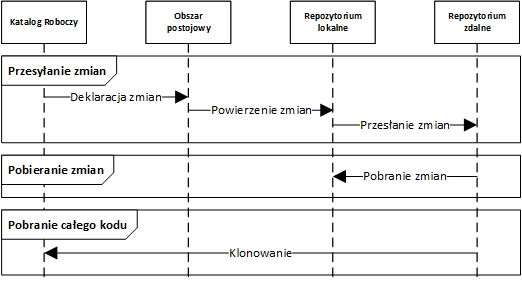 Katalog Roboczy
Obszar
postojowy
Repozytorium
lokalne
Repozytorium
zdalne
Przesyłanie zmian
Deklaracja zmian
Powierzenie zmian
Przesłanie zmian
Pobieranie zmian
Pobranie zmian
Pobranie całego kodu
Klonowanie